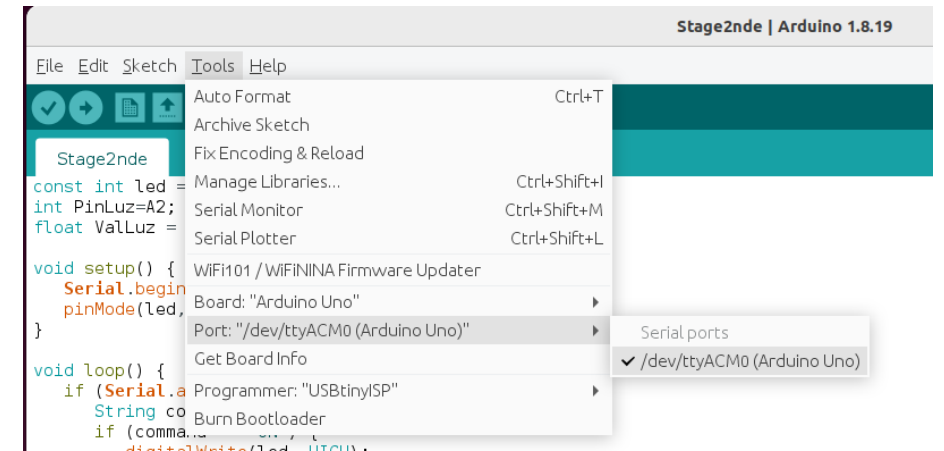 Stage2nde | Arduino 1.8.19
File Edit Sketch Tools Help
Auto Format Ctrl+T
Archive Sketch
Fix Encoding & Reload
Manage Libraries... Ctrl+Shift+I
Serial Monitor Ctrl+Shift+M
Serial Plotter Ctrl+Shift+L
WiFi101 / WiFiNINA Firmware Updater
Board: "Arduino Uno"
Port: "/dev/ttyACM0 (Arduino Uno)"
Get Board Info
Programmer: "USBtinyISP"
Burn Bootloader
Serial ports
/dev/ttyACM0 (Arduino Uno)
Stage2nde
const int led =
int PinLuz=A2;
float ValLuz =
void setup() {
Serial.begin
pinMode(led,
}
void loop() {
if (Serial.a
String co
if (comma
digitalWrite(led, HIGH);